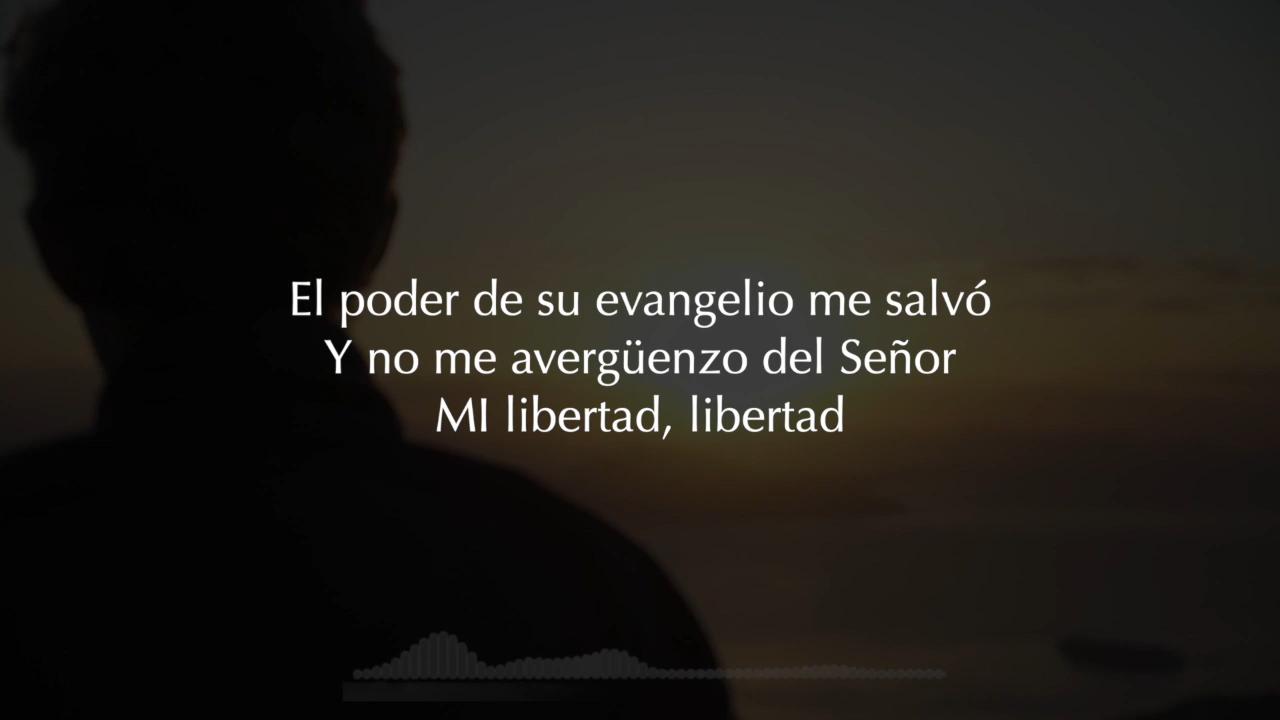 El poder de su evangelio me salvó
Y no me avergüenzo del Señor
MI libertad, libertad